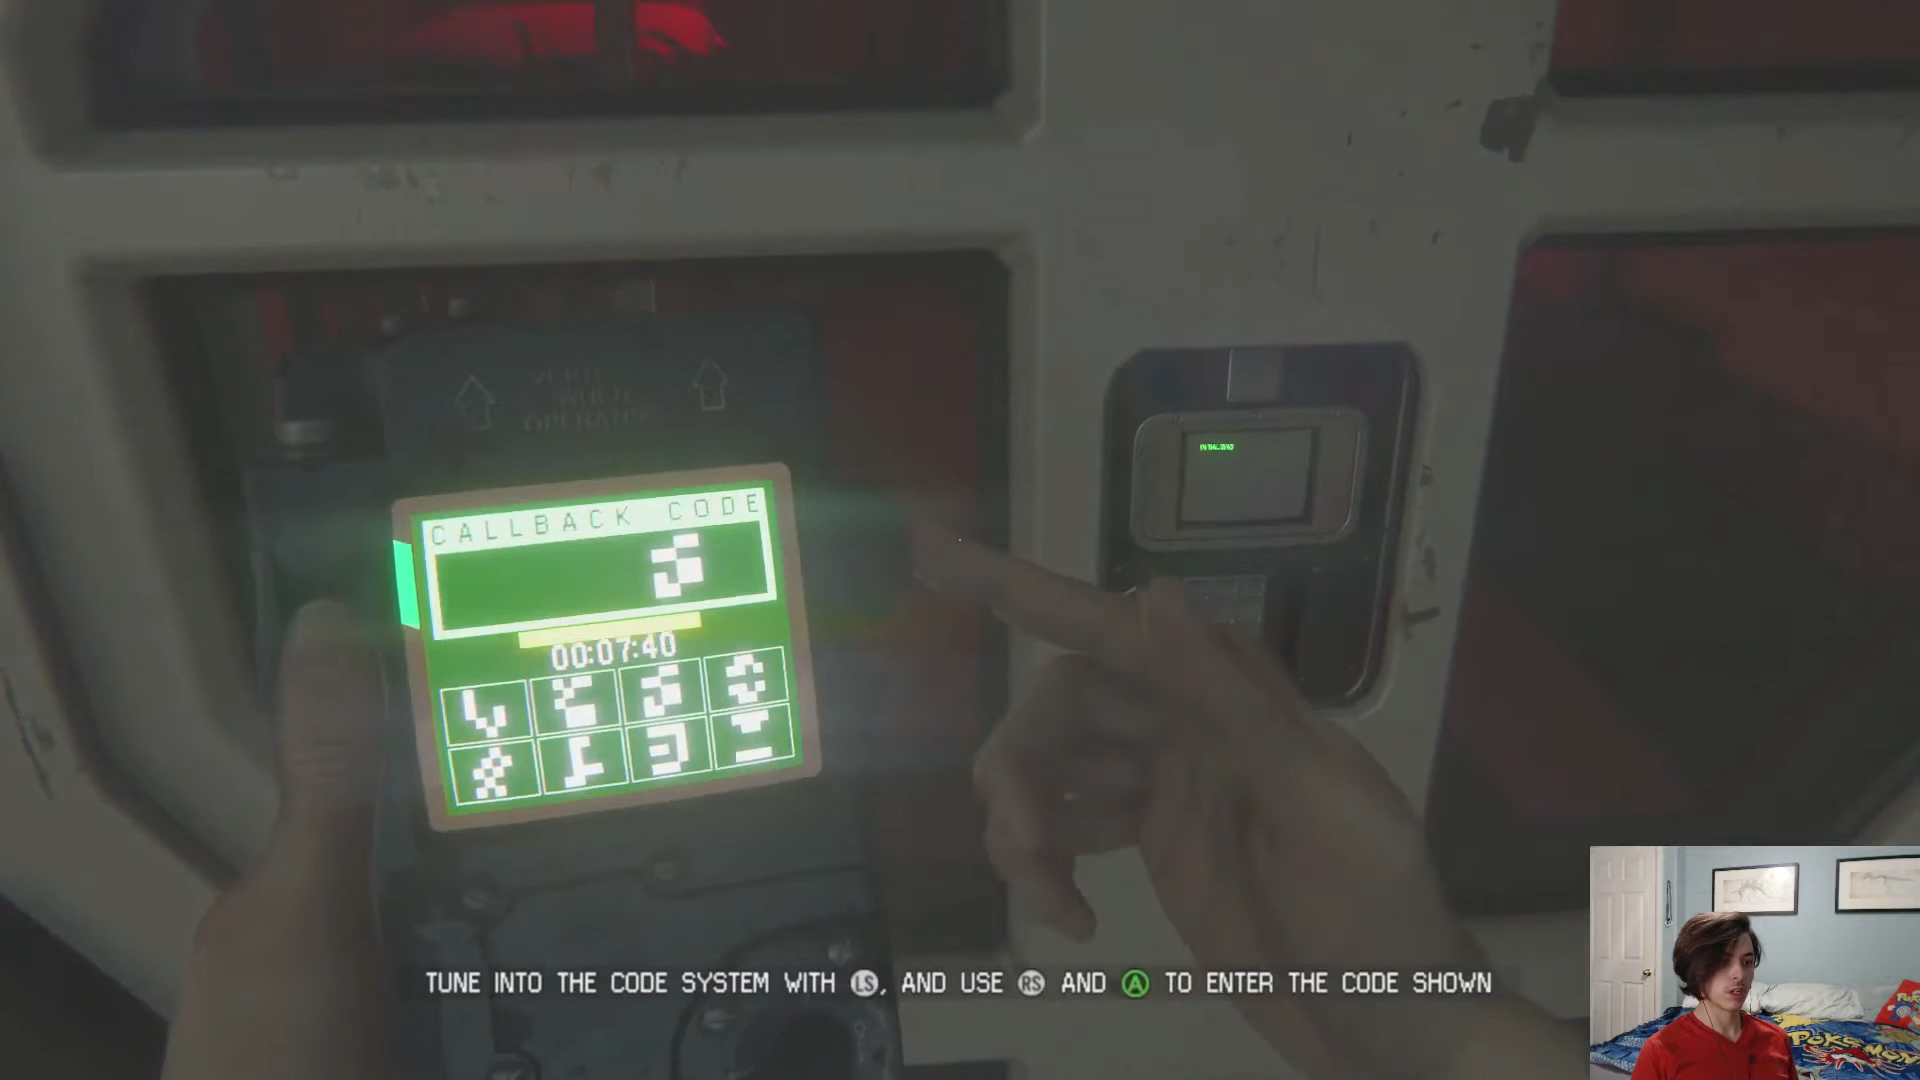 CALLBACK CODE
00:07:40
TUNE INTO THE CODE SYSTEM WITH LS, AND USE RS AND A TO ENTER THE CODE SHOWN
POKéMON